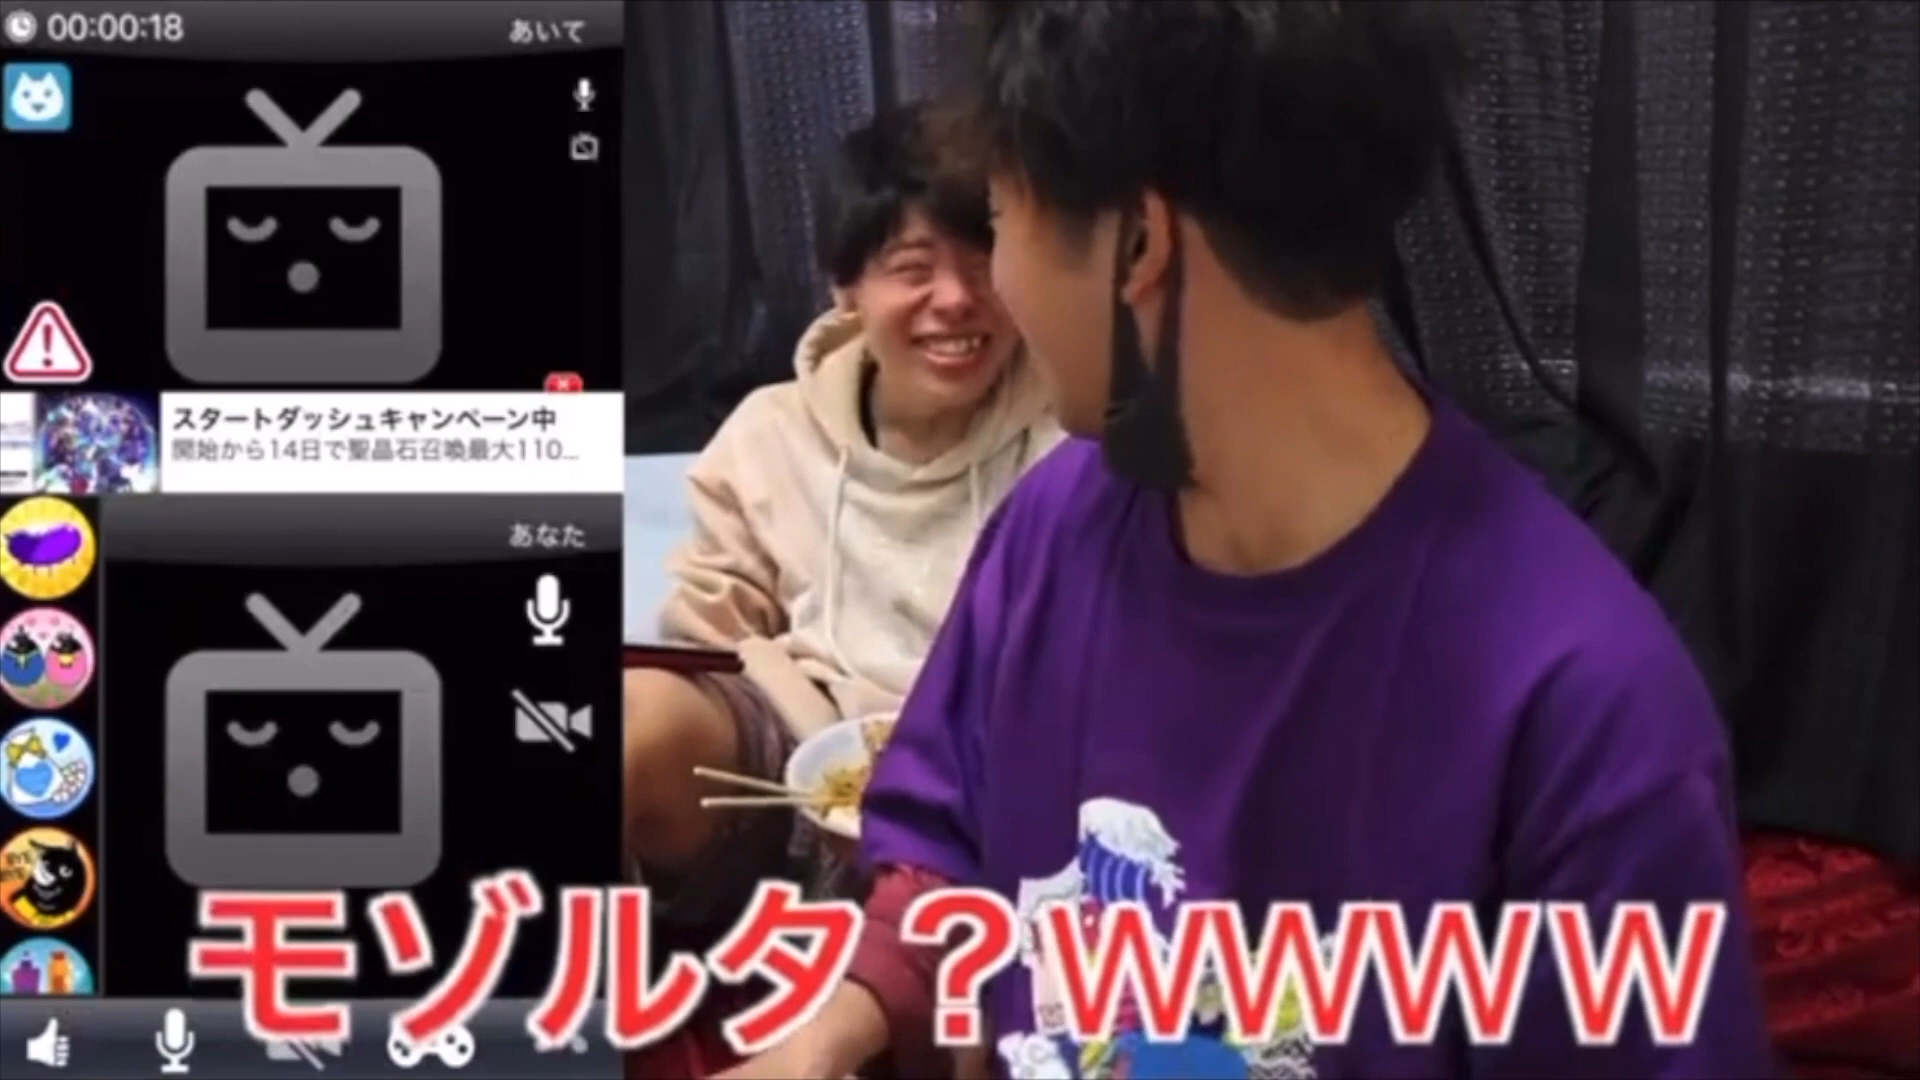 00:00:18
あいて
スタートダッシュキャンペーン中
開始から14日で聖晶石召喚最大110...
あなた
モゾルタ？WWWW